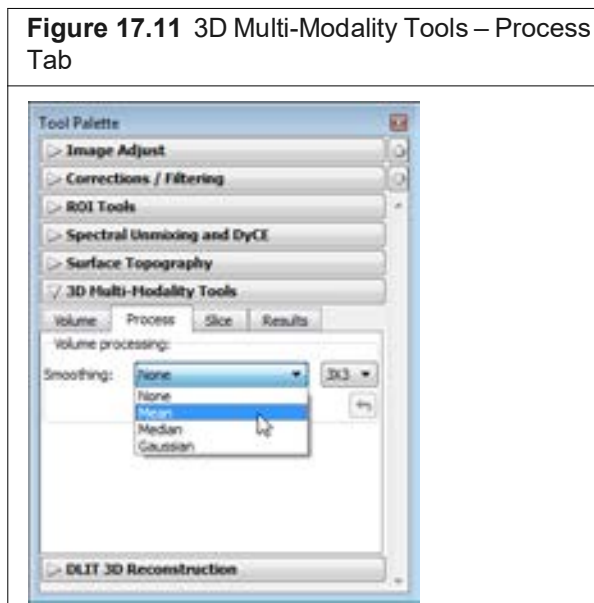 Figure 17.11 3D Multi-Modality Tools – Process
Tab
Tool Palette
Image Adjust
Corrections / Filtering
ROI Tools
Spectral Unmixing and DyCE
Surface Topography
3D Multi-Modality Tools
Volume Process Slice Results
Volume processing:
Smoothing: None 3X3
None
Mean
Median
Gaussian
DLIT 3D Reconstruction